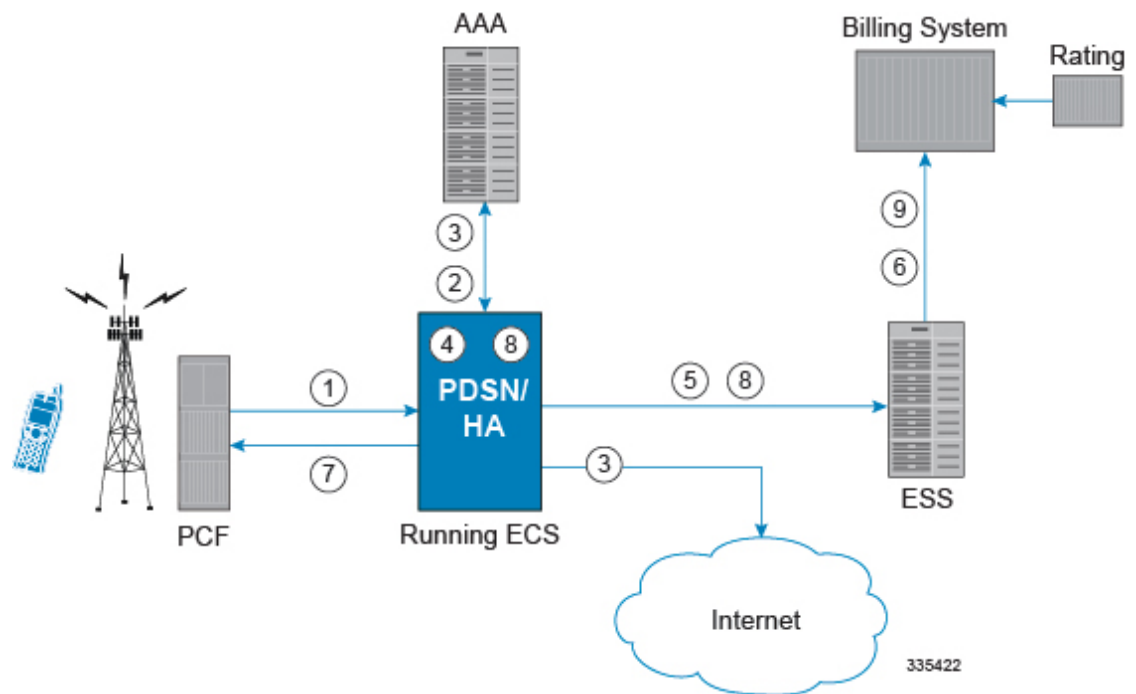 AAA
Billing System
Rating
3
2
9
6
4 8
PDSN/
HA
1
7
5 8
3
PCF
Running ECS
ESS
Internet
335422